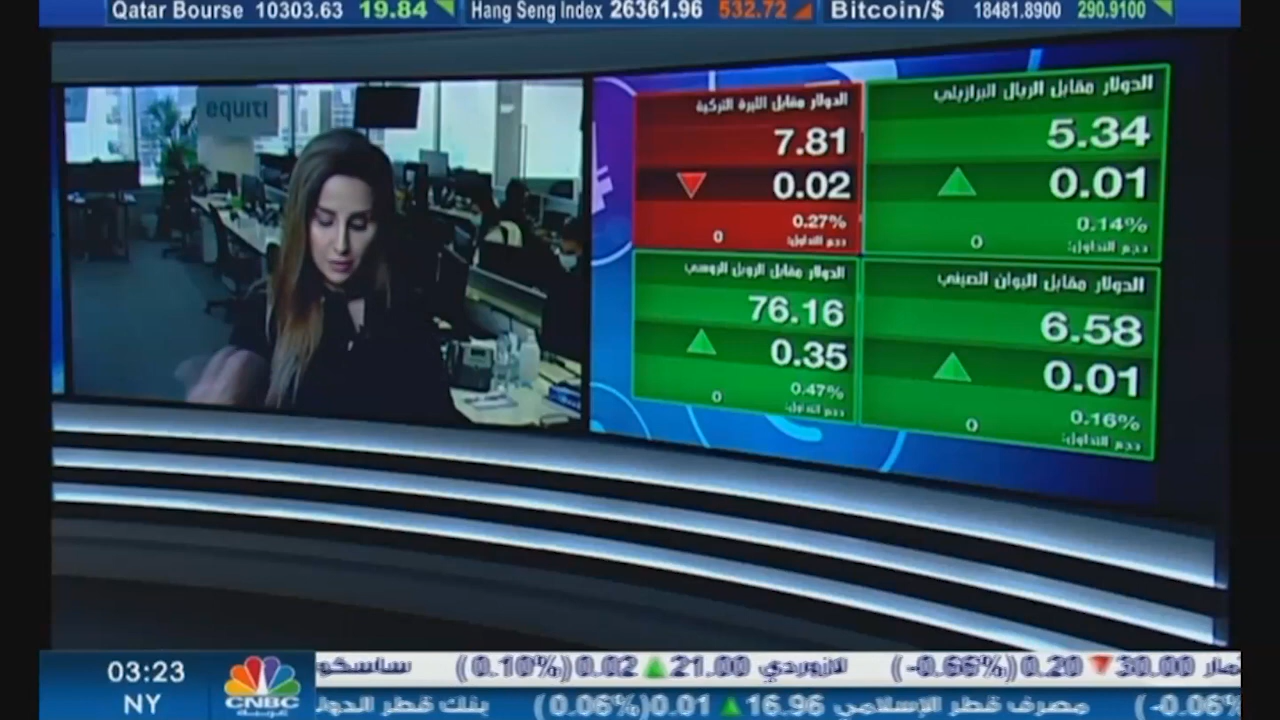 Qatar Bourse 10303.63 19.84 Hang Seng Index 26361.96 532.72 Bitcoin/$ 18481.8900 290.9100
equiti
الدولار مقابل الليرة التركية
7.81
0.02
0.27%
0 حجم التداول:
الدولار مقابل الريال البرازيلي
5.34
0.01
0.14%
0 حجم التداول:
الدولار مقابل الروبل الروسي
76.16
0.35
0.47%
0 حجم التداول:
الدولار مقابل اليوان الصيني
6.58
0.01
0.16%
0 حجم التداول:
03:23
NY
CNBC
عربية
30.00 0.20 (-0.66%) لازوردي 21.00 0.02 (0.10%) ساسكو
(-0.06% مصرف قطر الإسلامي 16.96 0.01 (0.06%) بنك قطر الدول